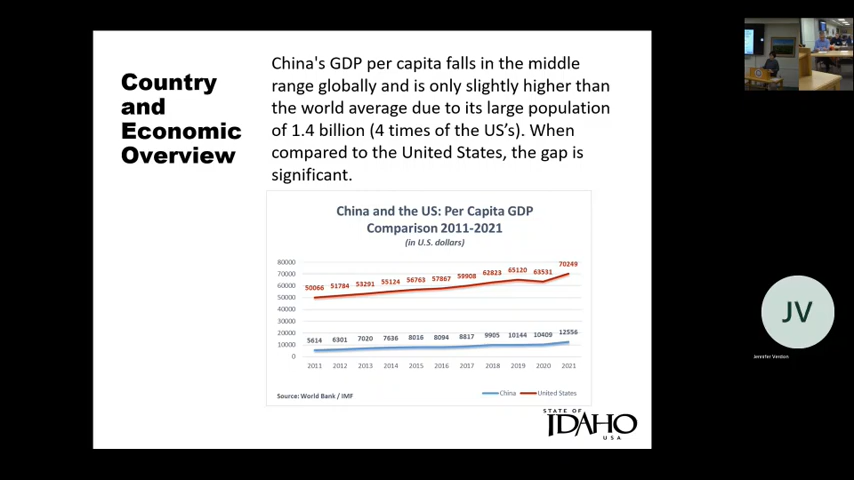 Country
and
Economic
Overview
China's GDP per capita falls in the middle
range globally and is only slightly higher than
the world average due to its large population
of 1.4 billion (4 times of the US's). When
compared to the United States, the gap is
significant.
China and the US: Per Capita GDP
Comparison 2011-2021
(in U.S. dollars)
80000
70000
60000
50000
40000
30000
20000
10000
0
50066 51784 53291 55124 56763 57867 59908 62823 65120 63531 70249
5614 6301 7020 7636 8016 8094 8817 9905 10144 10409 12556
2011 2012 2013 2014 2015 2016 2017 2018 2019 2020 2021
Source: World Bank / IMF
China United States
STATE OF
IDAHO
USA
JV
Jennifer Verdon